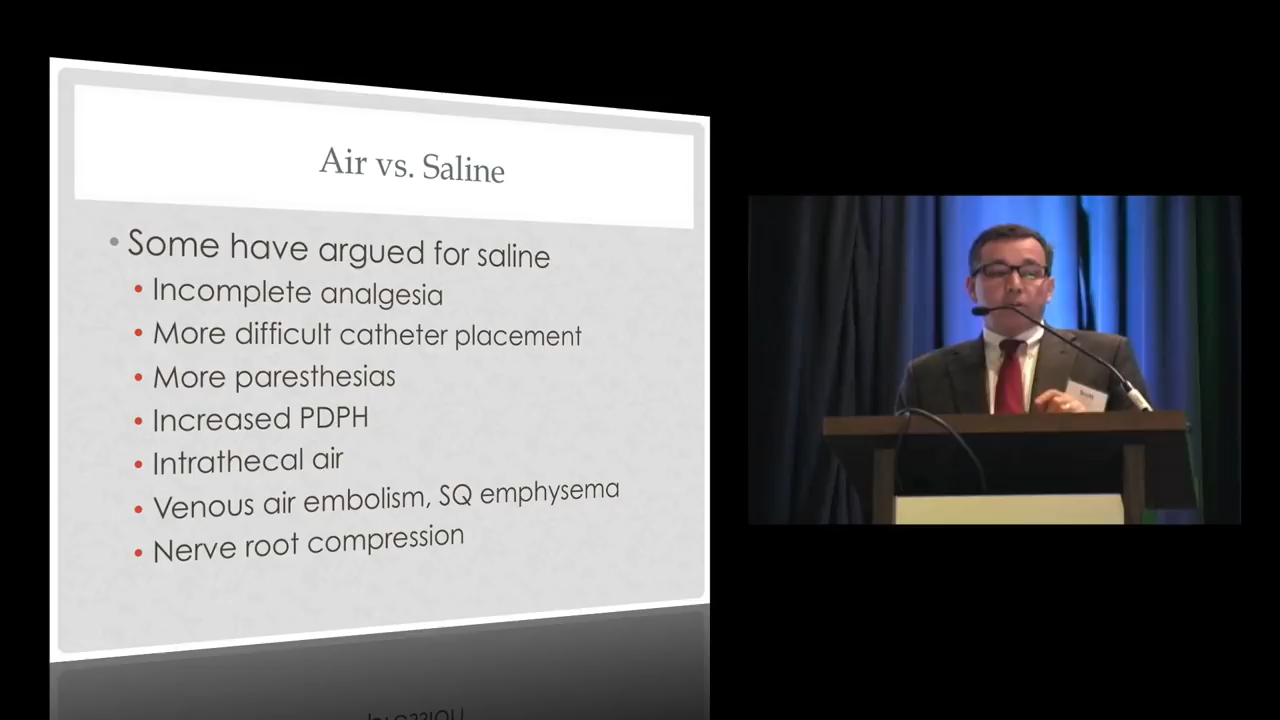 Air vs. Saline
Some have argued for saline
Incomplete analgesia
More difficult catheter placement
More paresthesias
Increased PDPH
Intrathecal air
Venous air embolism, SQ emphysema
Nerve root compression